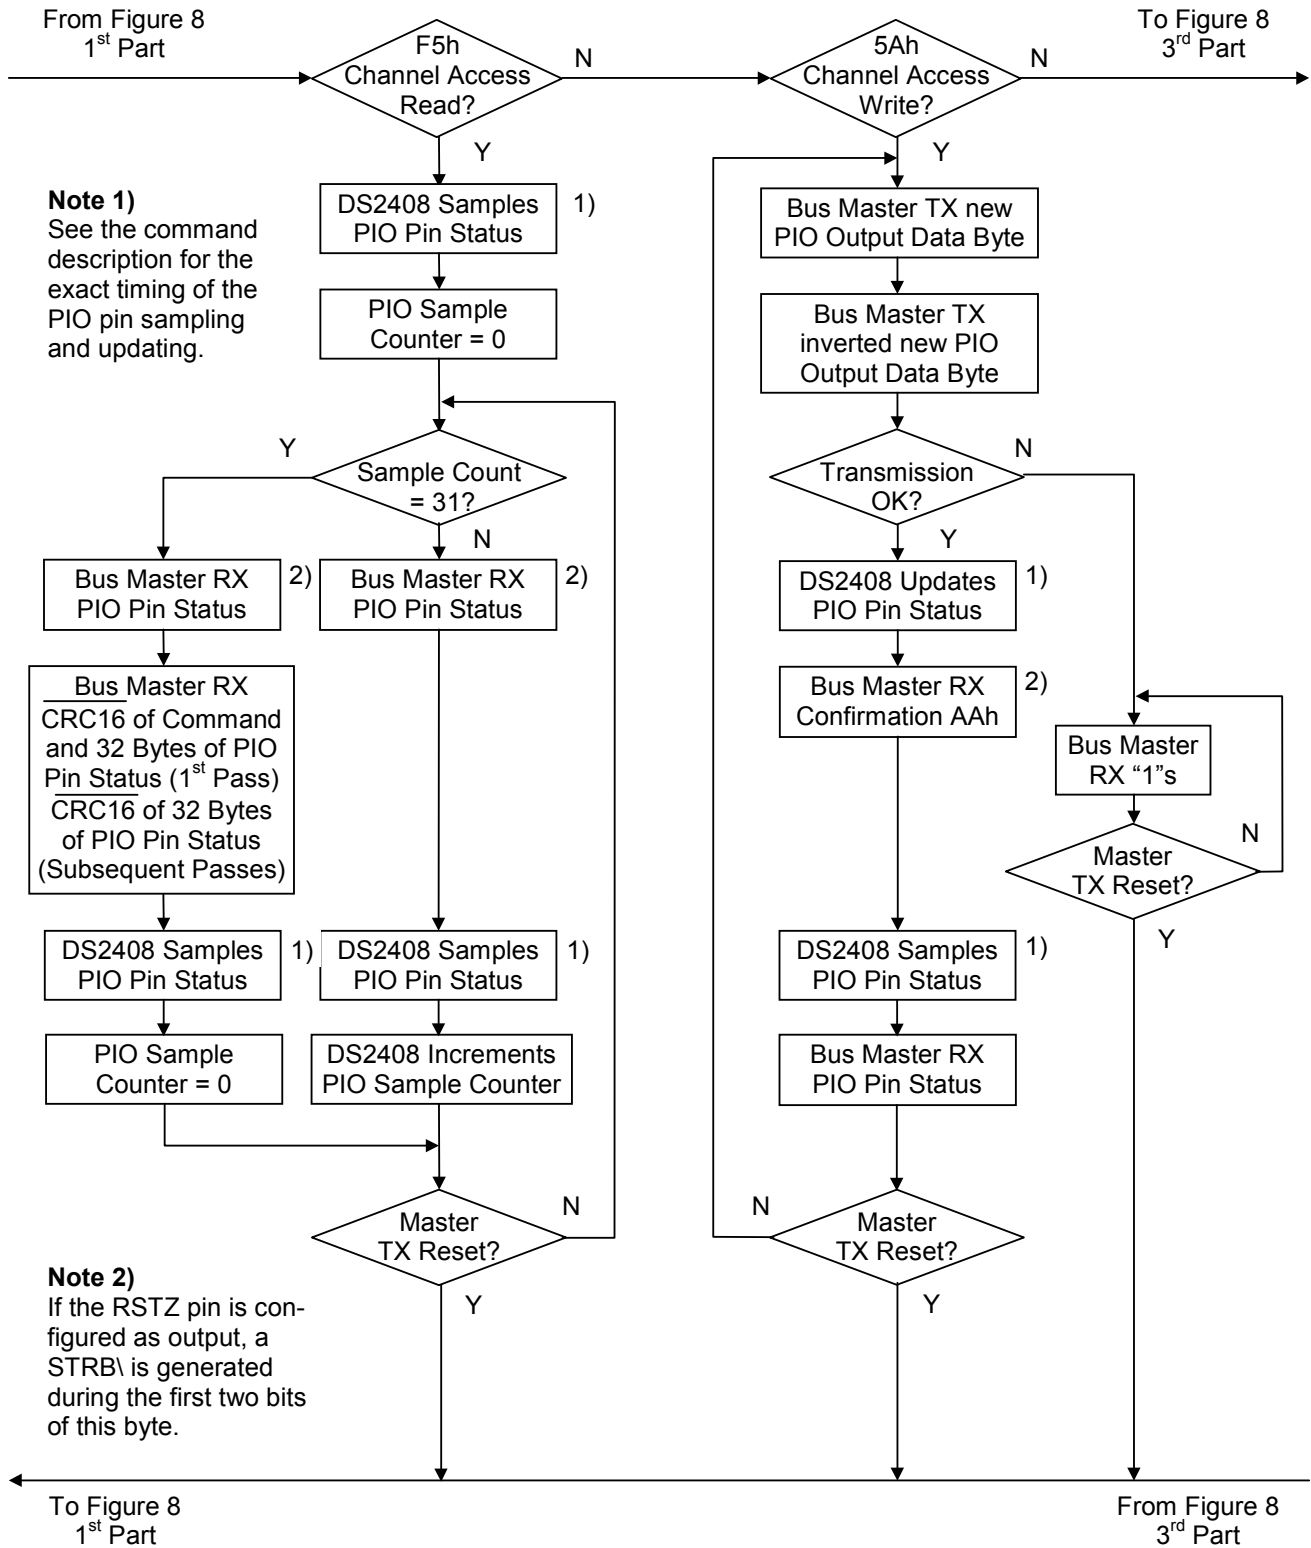 From Figure 8
1st Part
F5h
Channel Access
Read?
N
5Ah
Channel Access
Write?
N
To Figure 8
3rd Part
Y
Y
Note 1)
See the command
description for the
exact timing of the
PIO pin sampling
and updating.
DS2408 Samples
PIO Pin Status
1)
PIO Sample
Counter = 0
Y
Sample Count
= 31?
N
Bus Master RX
PIO Pin Status
2)
Bus Master RX
PIO Pin Status
2)
Bus Master RX
CRC16 of Command
and 32 Bytes of PIO
Pin Status (1st Pass)
CRC16 of 32 Bytes
of PIO Pin Status
(Subsequent Passes)
DS2408 Samples
PIO Pin Status
1)
DS2408 Samples
PIO Pin Status
1)
PIO Sample
Counter = 0
DS2408 Increments
PIO Sample Counter
Master
TX Reset?
N
Y
Bus Master TX new
PIO Output Data Byte
Bus Master TX
inverted new PIO
Output Data Byte
Transmission
OK?
N
Y
DS2408 Updates
PIO Pin Status
1)
Bus Master RX
Confirmation AAh
2)
Bus Master
RX “1”s
Master
TX Reset?
N
Y
DS2408 Samples
PIO Pin Status
1)
Bus Master RX
PIO Pin Status
N
Master
TX Reset?
Y
Note 2)
If the RSTZ pin is con-
figured as output, a
STRB\ is generated
during the first two bits
of this byte.
To Figure 8
1st Part
From Figure 8
3rd Part